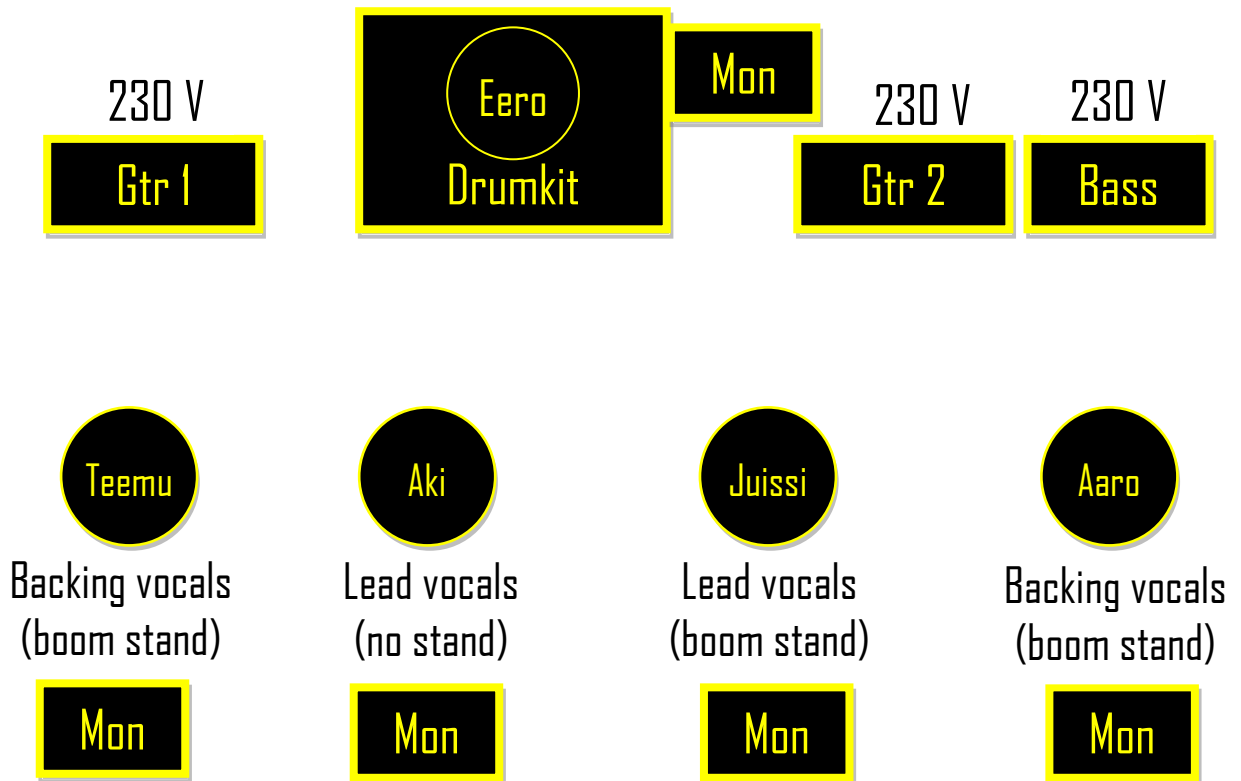 230 V
Gtr 1
Eero
Drumkit
Mon
230 V
Gtr 2
230 V
Bass
Teemu
Backing vocals
(boom stand)
Mon
Aki
Lead vocals
(no stand)
Mon
Juissi
Lead vocals
(boom stand)
Mon
Aaro
Backing vocals
(boom stand)
Mon